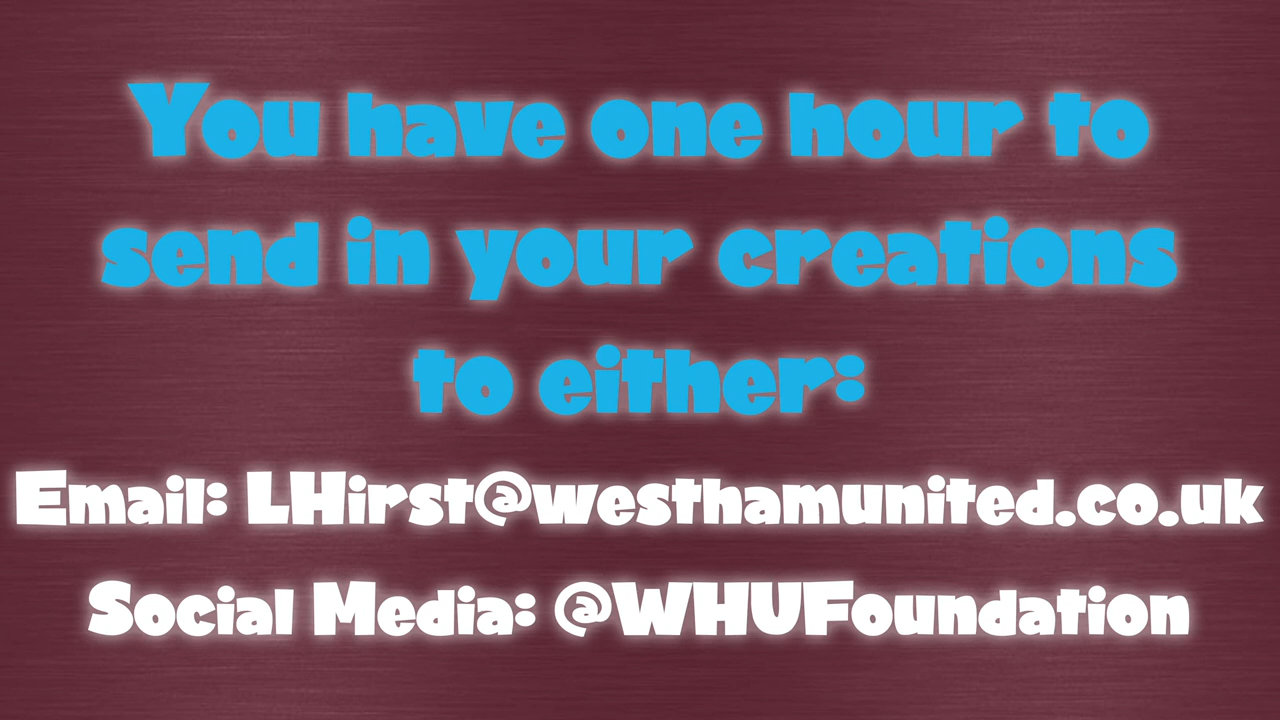 You have one hour to
send in your creations
to either:
Email: LHirst@westhamunited.co.uk
Social Media: @WHUFoundation